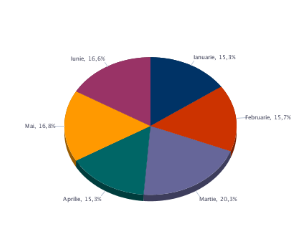 Iunie, 16,6%
Ianuarie, 15,3%
Februarie, 15,7%
Mai, 16,8%
Aprilie, 15,3%
Martie, 20,3%